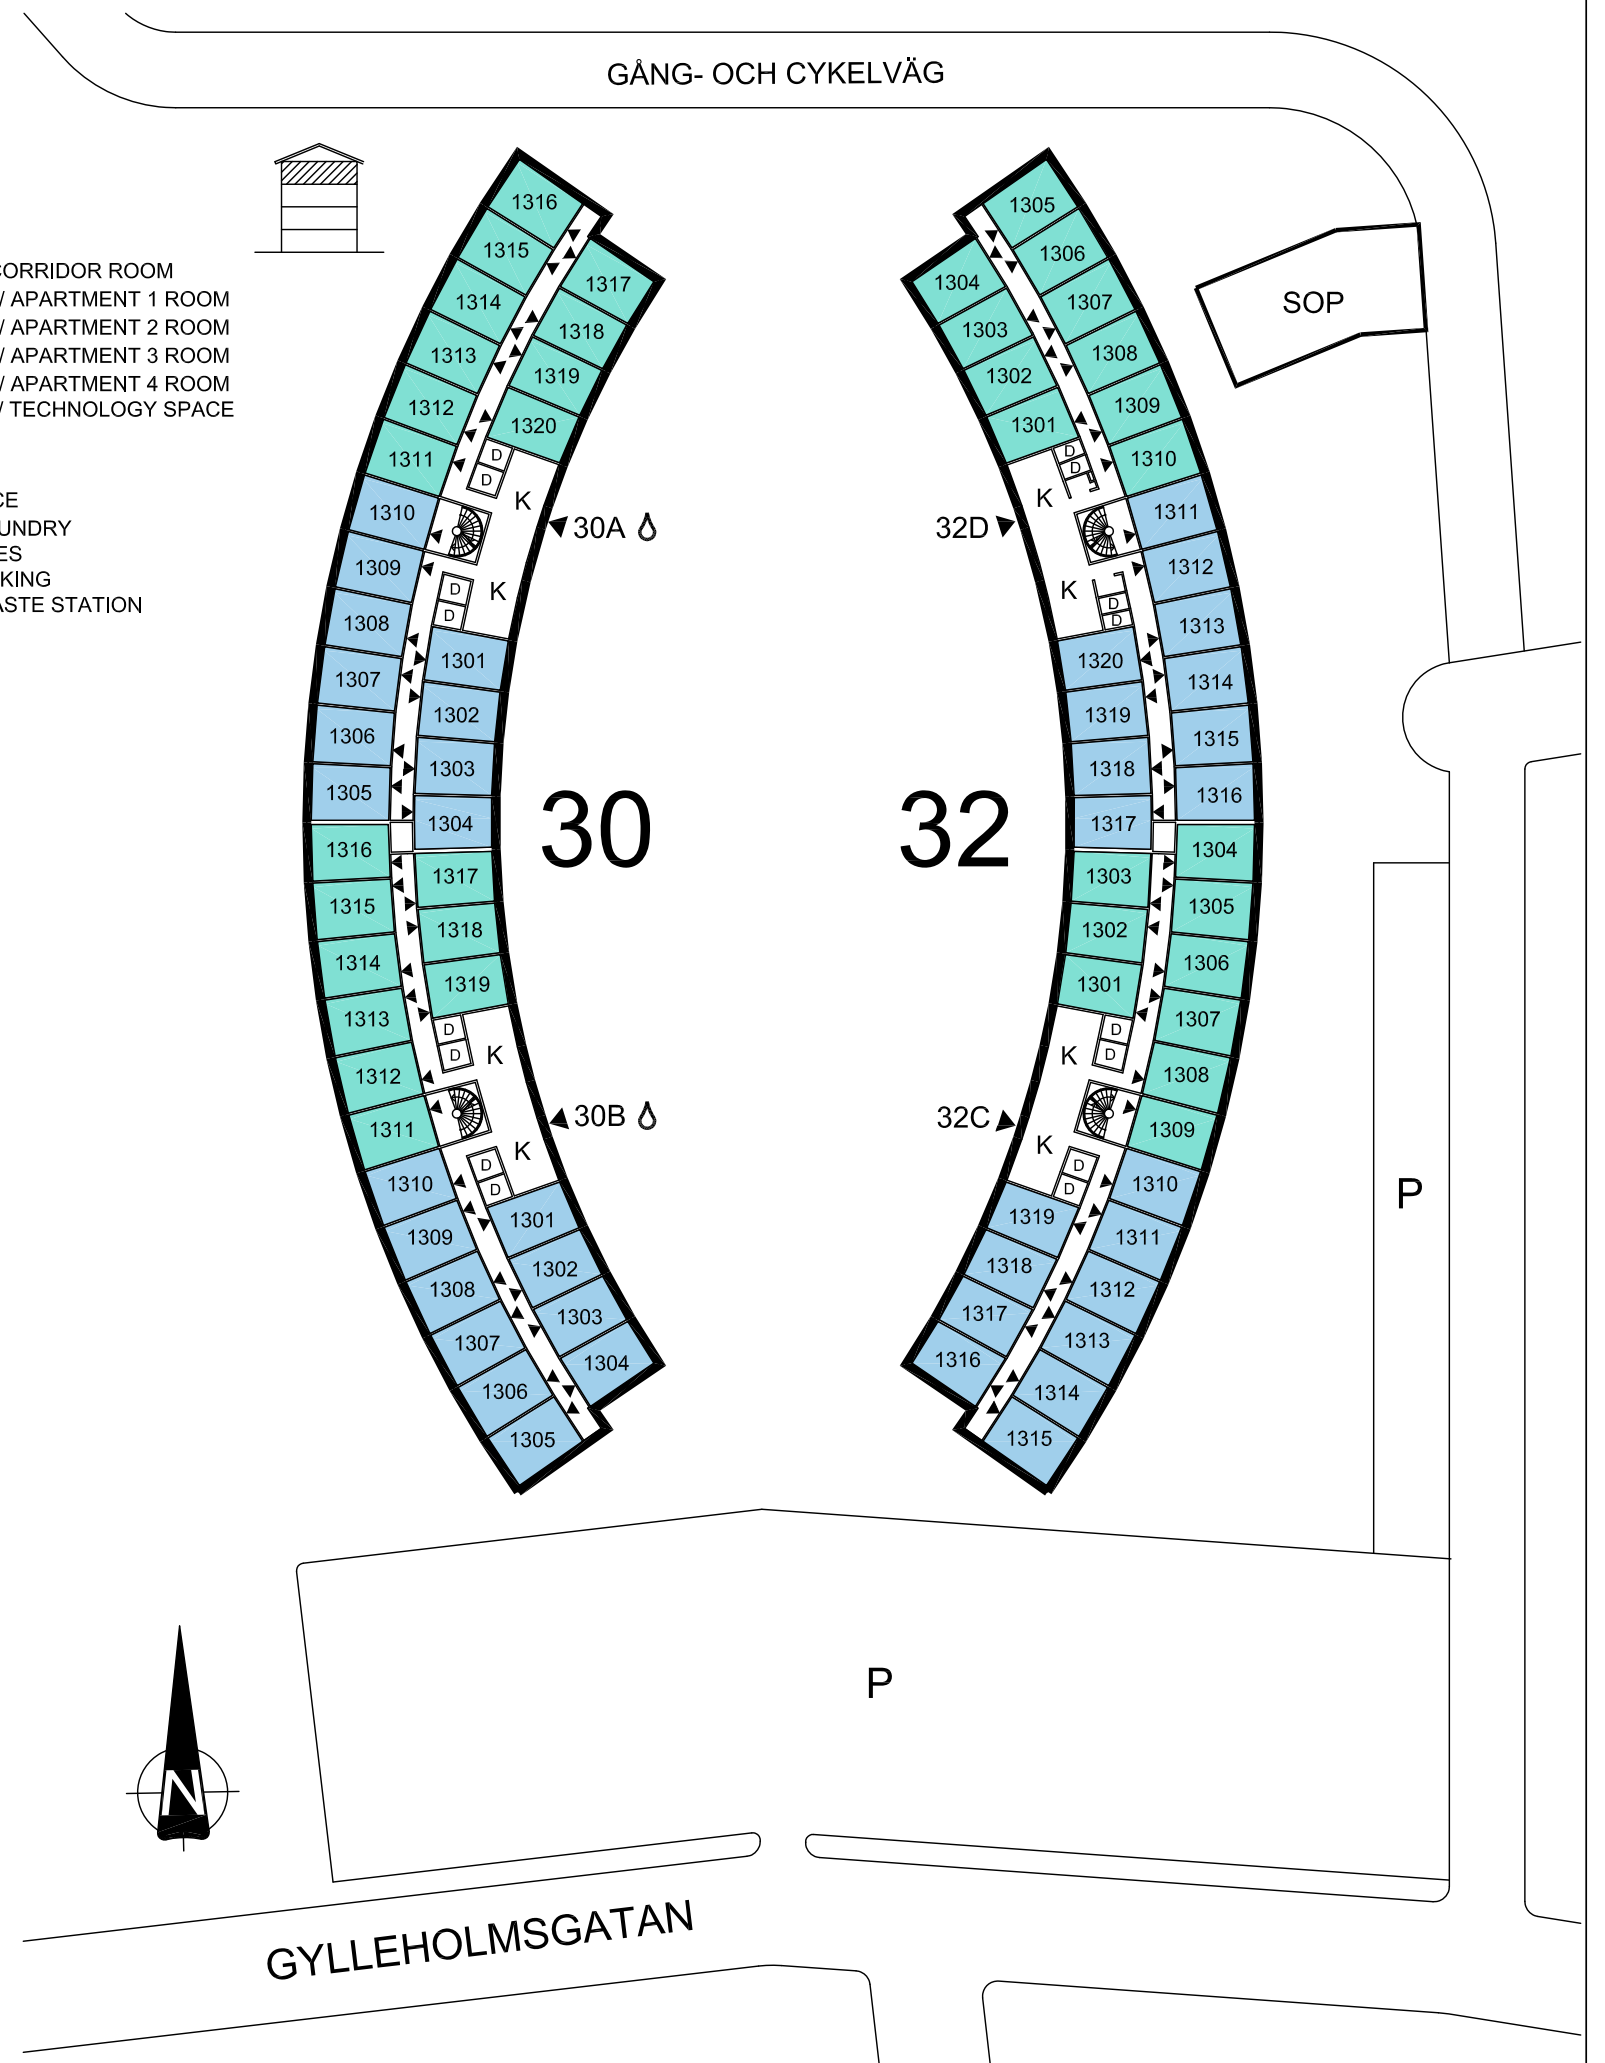 GÅNG- OCH CYKELVÄG
CORRIDOR ROOM
/ APARTMENT 1 ROOM
/ APARTMENT 2 ROOM
/ APARTMENT 3 ROOM
/ APARTMENT 4 ROOM
/ TECHNOLOGY SPACE
CE
UNDRY
ES
KING
ASTE STATION
SOP
1316
1315
1314
1313
1312
1311
1317
1318
1319
1320
D
D
K
30A
1310
1309
1308
1307
1306
1305
K
D
D
1301
1302
1303
1304
30
1316
1315
1314
1313
1312
1311
1317
1318
1319
D
D
K
30B
K
D
D
1310
1309
1308
1307
1306
1305
1301
1302
1303
1304
1305
1306
1307
1308
1309
1310
1304
1303
1302
1301
D
D
K
32D
1311
1312
1313
1314
1315
1316
K
D
D
1320
1319
1318
1317
32
1304
1305
1306
1307
1308
1309
1303
1302
1301
D
D
K
32C
K
D
D
1310
1311
1312
1313
1314
1315
1319
1318
1317
1316
P
P
N
GYLLEHOLMSGATAN